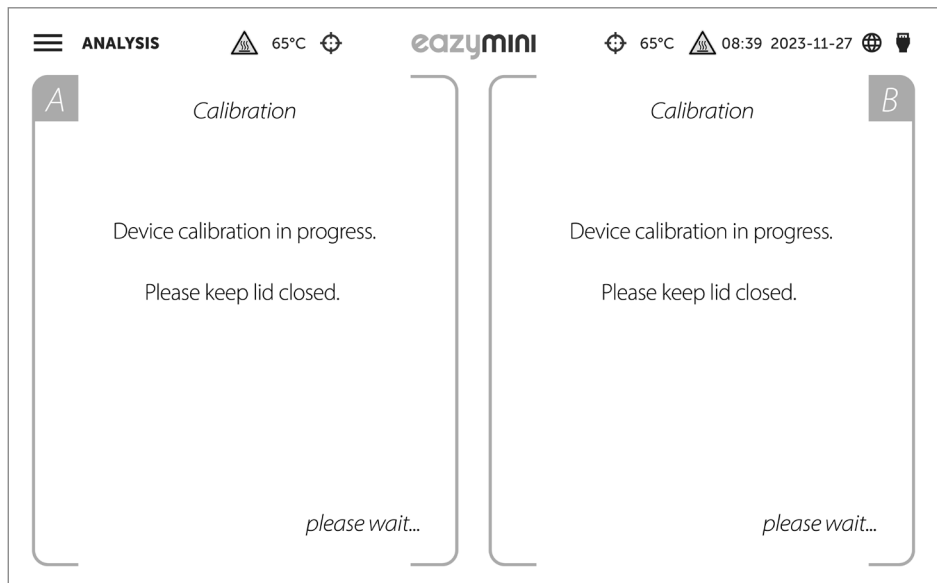 ANALYSIS 65°C eazymini 65°C 08:39 2023-11-27
A
Calibration
Device calibration in progress.
Please keep lid closed.
please wait...
B
Calibration
Device calibration in progress.
Please keep lid closed.
please wait...